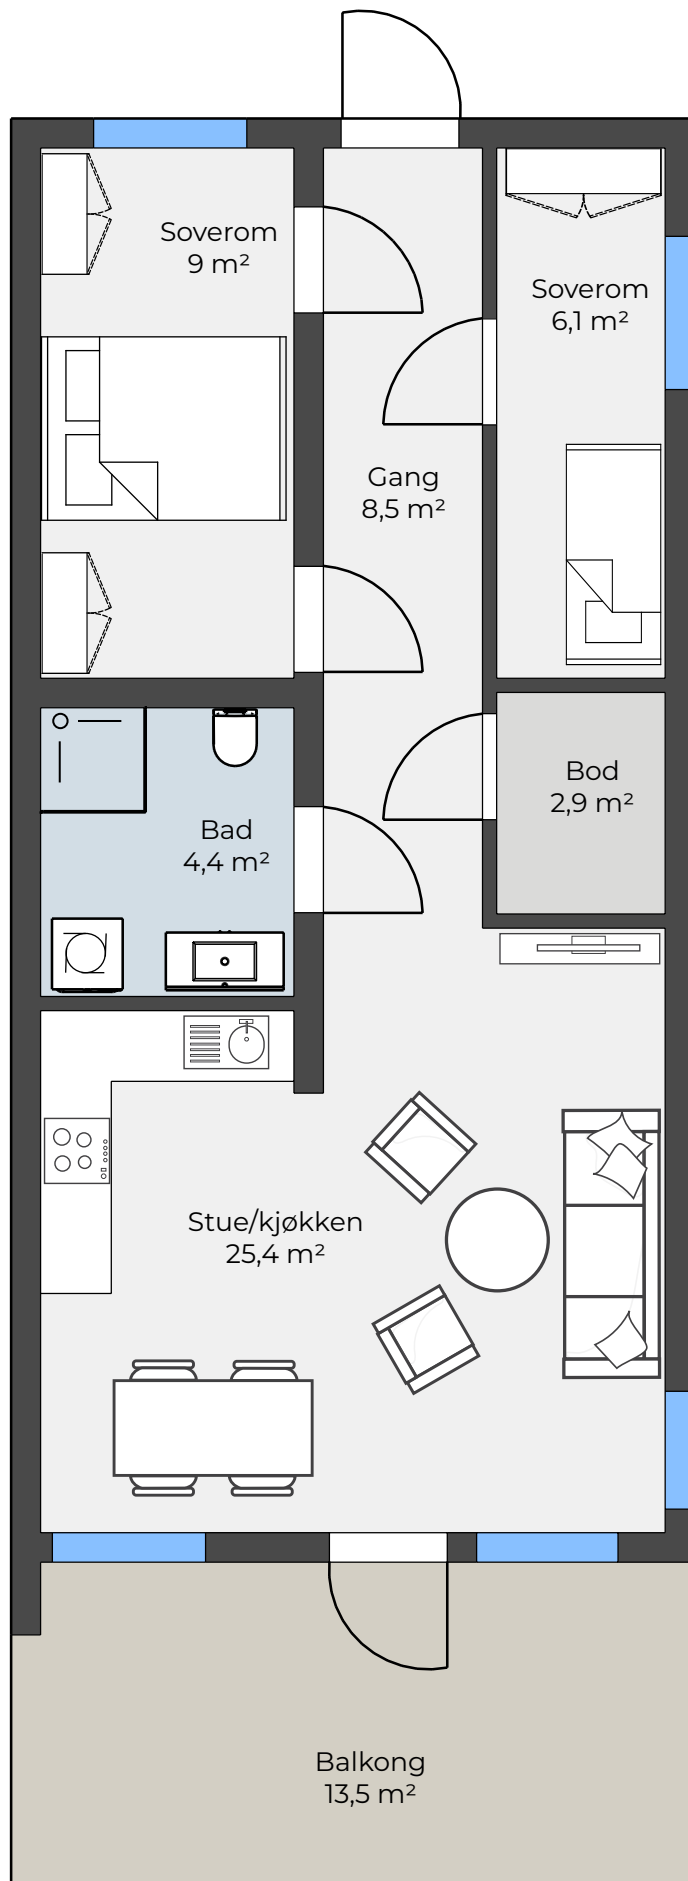 Soverom
9 m²
Soverom
6,1 m²
Gang
8,5 m²
Bod
2,9 m²
Bad
4,4 m²
Stue/kjøkken
25,4 m²
Balkong
13,5 m²